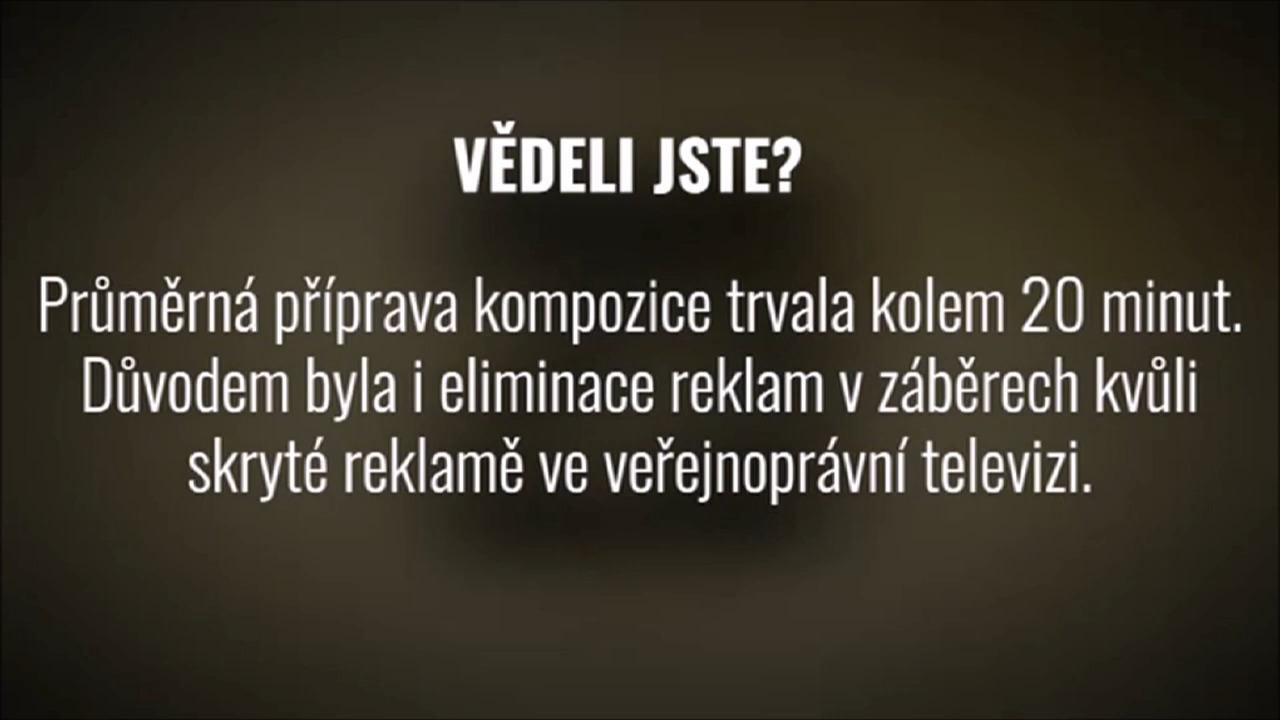 VĚDELI JSTE?
Průměrná příprava kompozice trvala kolem 20 minut.
Důvodem byla i eliminace reklam v záběrech kvůli
skryté reklamě ve veřejnoprávní televizi.